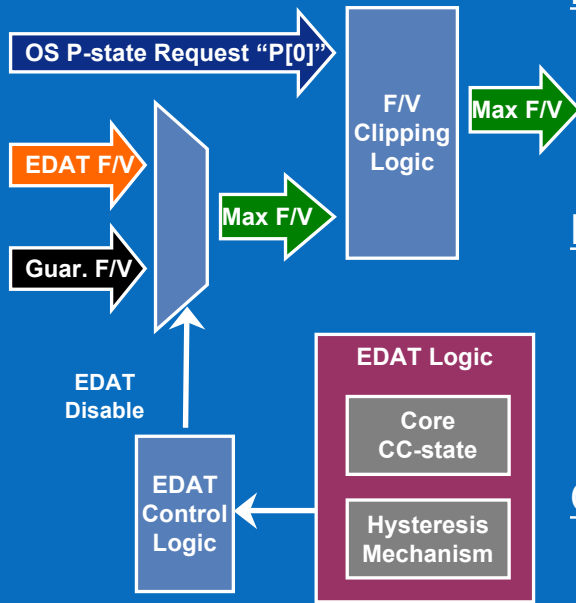 OS P-state Request “P[0]”
F/V
Clipping
Logic
Max F/V
EDAT F/V
Max F/V
Guar. F/V
EDAT
Disable
EDAT Logic
Core
CC-state
EDAT
Control
Logic
Hysteresis
Mechanism